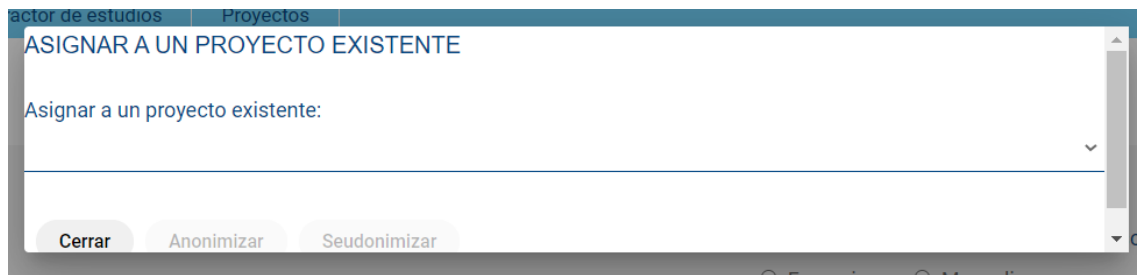 actor de estudios Proyectos
ASIGNAR A UN PROYECTO EXISTENTE
Asignar a un proyecto existente:
Cerrar Anonimizar Seudonimizar